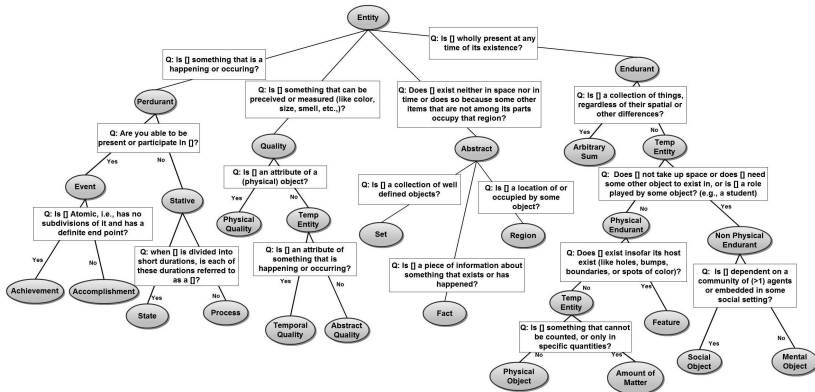 Entity
Q: Is [] wholly present at any
time of its existence?
Q: Is [] something that is a
happening or occuring?
Endurant
Perdurant
Q: Is [] something that can be
preceived or measured (like color,
size, smell, etc.,)?
Q: Does [] exist neither in space nor in
time or does so because some other
items that are not among its parts
occupy that region?
Q: Is [] a collection of things,
regardless of their spatial or
other differences?
Q: Are you able to be
present or participate in []?
Yes
No
Quality
Abstract
Yes
No
Arbitrary
Sum
Temp
Entity
Event
Stative
Q: Is [] an attribute of a
(physical) object?
Q: Is [] a collection of well
defined objects?
Q: Is [] a location of or
occupied by some
object?
Q: Does [] not take up space or does [] need
some other object to exist in, or is [] a role
played by some object? (e.g., a student)
Yes
No
No
Yes
Q: Is [] Atomic, i.e., has no
subdivisions of it and has a
definite end point?
Physical Quality
Temp
Entity
Physical
Endurant
Non Physical
Endurant
Set
Region
Q: when [] is divided into
short durations, is each of
these durations referred to
as a []?
Q: Is [] an attribute of
something that is
happening or occurring?
Q: Is [] a piece of information about
something that exists or has
happened?
Q: Does [] exist insofar its host
exist (like holes, bumps,
boundaries, or spots of color)?
Q: Is [] dependent on a
community of (>1) agents
or embedded in some
social setting?
Yes
No
Achievement
Accomplishment
Yes
No
Yes
No
No
Yes
State
Process
Temporal
Quality
Abstract
Quality
Fact
Temp
Entity
Feature
Q: Is [] something that cannot
be counted, or only in
specific quantities?
Yes
No
No
Yes
Physical
Object
Amount of
Matter
Social
Object
Mental
Object